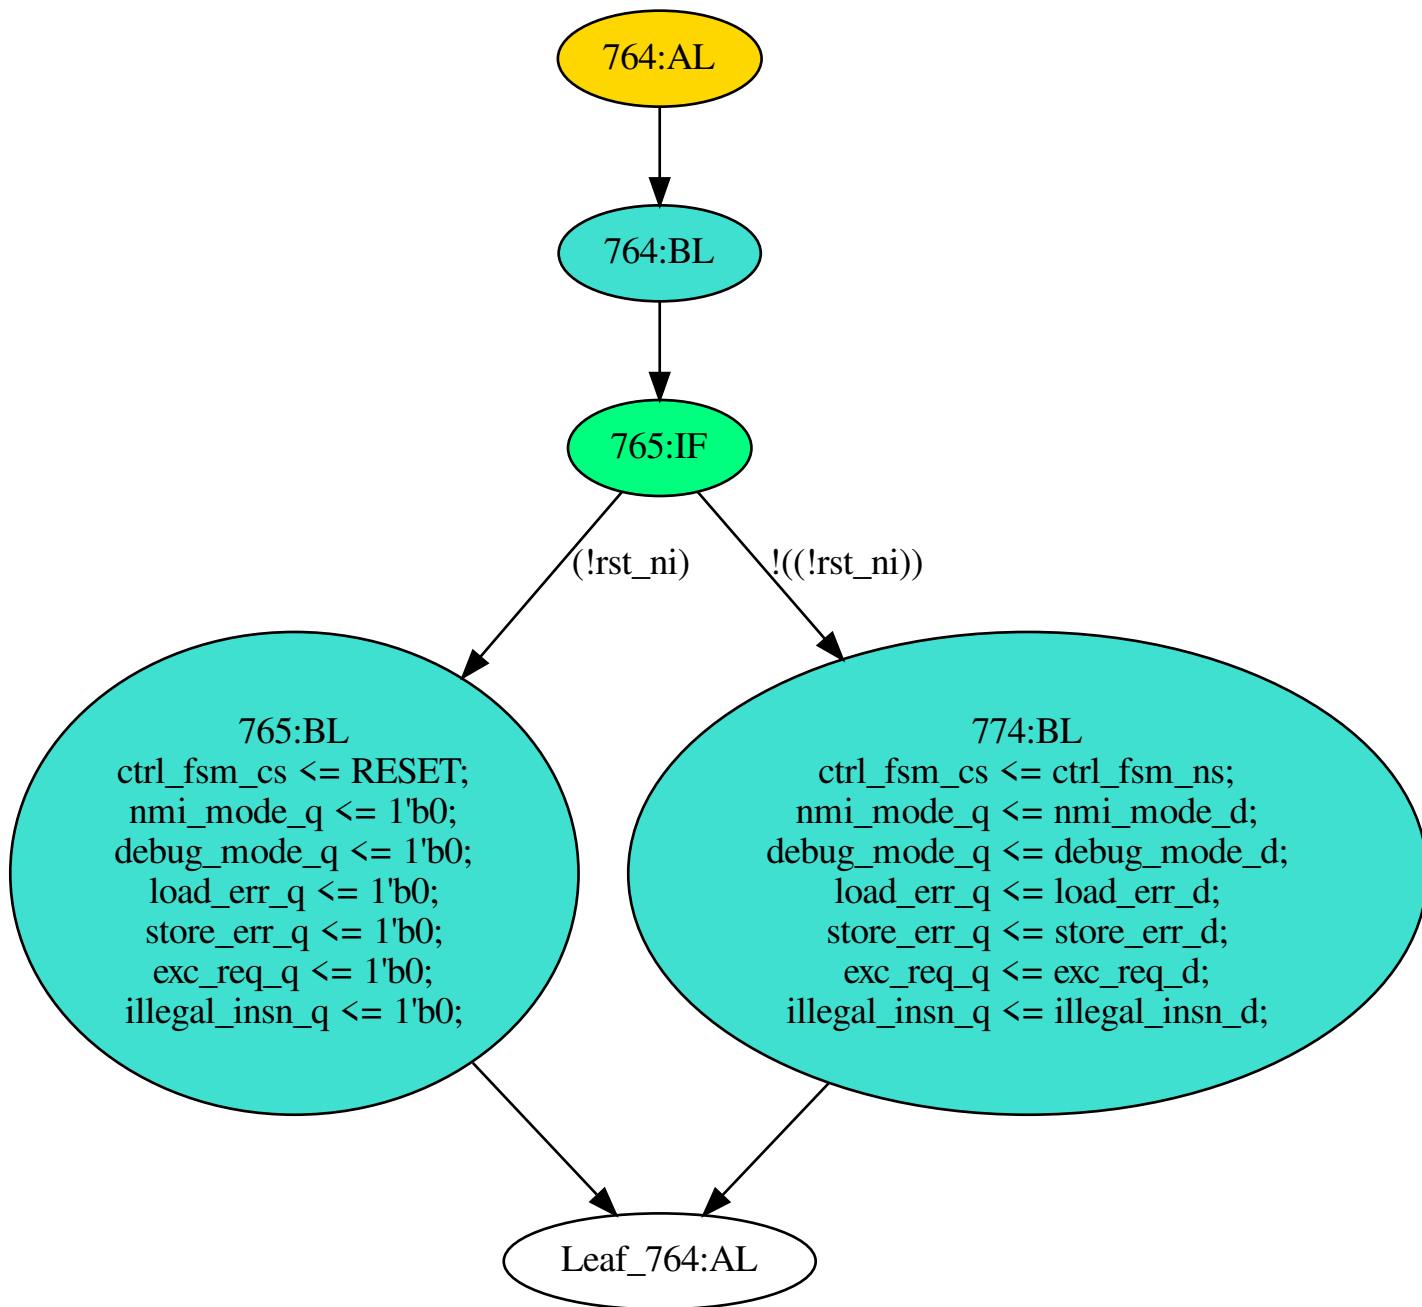 764:AL
764:BL
765:IF
(!rst_ni)
!((!rst_ni))
765:BL
ctrl_fsm_cs <= RESET;
nmi_mode_q <= 1'b0;
debug_mode_q <= 1'b0;
load_err_q <= 1'b0;
store_err_q <= 1'b0;
exc_req_q <= 1'b0;
illegal_insn_q <= 1'b0;
774:BL
ctrl_fsm_cs <= ctrl_fsm_ns;
nmi_mode_q <= nmi_mode_d;
debug_mode_q <= debug_mode_d;
load_err_q <= load_err_d;
store_err_q <= store_err_d;
exc_req_q <= exc_req_d;
illegal_insn_q <= illegal_insn_d;
Leaf_764:AL